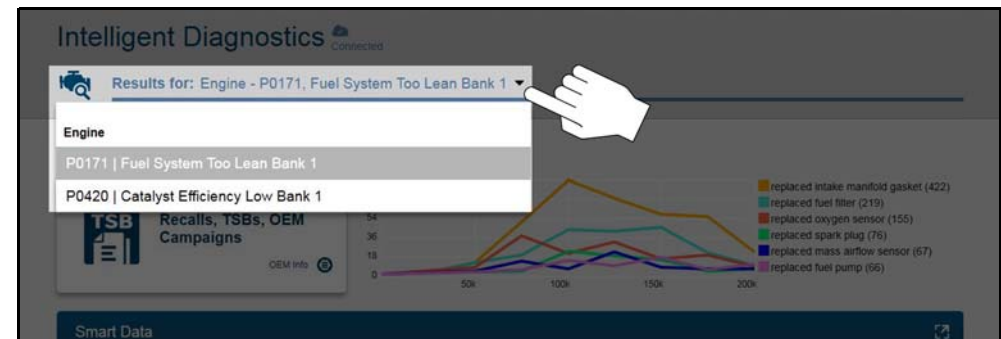 Intelligent Diagnostics
Connected
Results for: Engine - P0171, Fuel System Too Lean Bank 1
Engine
P0171 | Fuel System Too Lean Bank 1
P0420 | Catalyst Efficiency Low Bank 1
TSB
Recalls, TSBs, OEM
Campaigns
OEM Info
54
36
18
0
50k
100k
150k
200k
replaced intake manifold gasket (422)
replaced fuel filter (219)
replaced oxygen sensor (155)
replaced spark plug (76)
replaced mass airflow sensor (67)
replaced fuel pump (66)
Smart Data